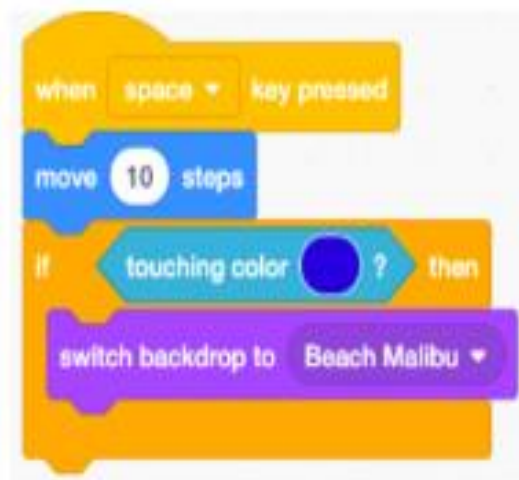 when space key pressed
move 10 steps
if touching color ? then
switch backdrop to Beach Malibu